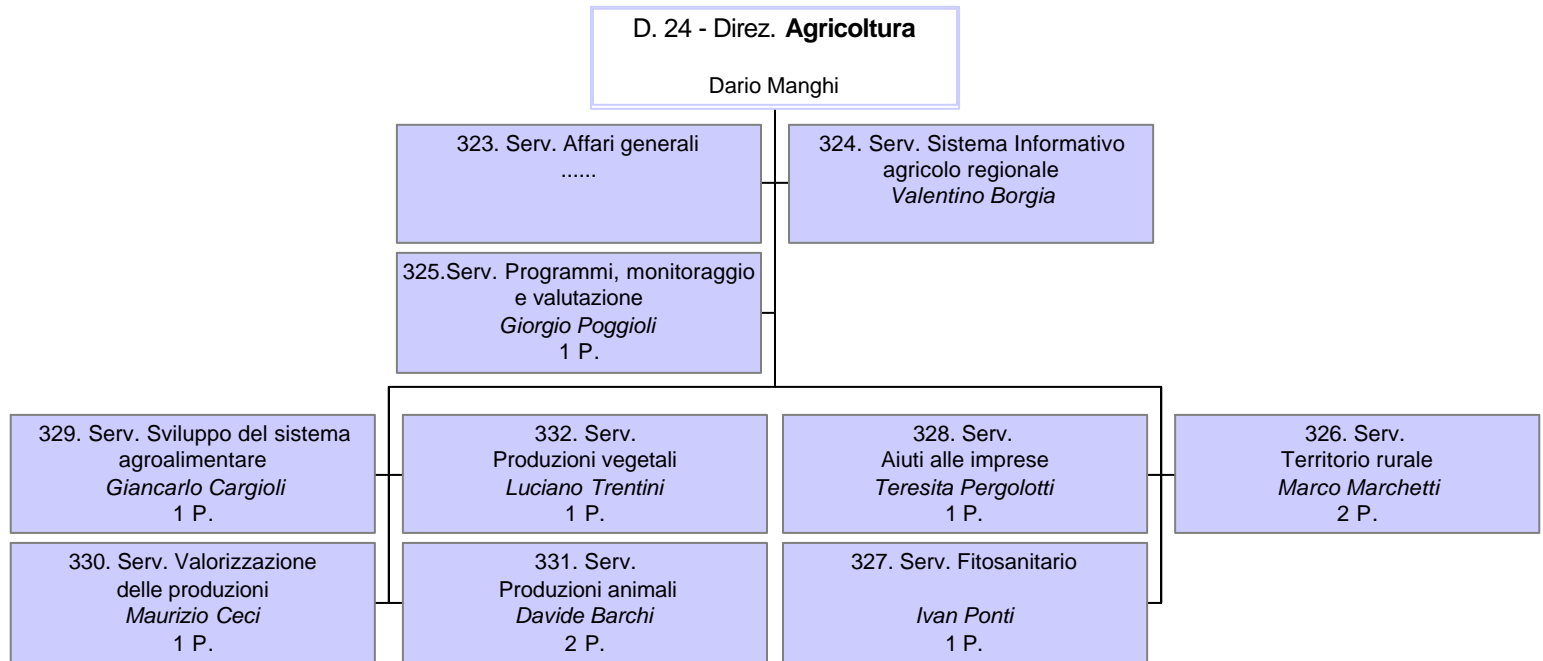 D. 24 - Direz. Agricoltura
Dario Manghi
323. Serv. Affari generali
......
324. Serv. Sistema Informativo
agricolo regionale
Valentino Borgia
325.Serv. Programmi, monitoraggio
e valutazione
Giorgio Poggioli
1 P.
329. Serv. Sviluppo del sistema
agroalimentare
Giancarlo Cargioli
1 P.
332. Serv.
Produzioni vegetali
Luciano Trentini
1 P.
328. Serv.
Aiuti alle imprese
Teresita Pergolotti
1 P.
326. Serv.
Territorio rurale
Marco Marchetti
2 P.
330. Serv. Valorizzazione
delle produzioni
Maurizio Ceci
1 P.
331. Serv.
Produzioni animali
Davide Barchi
2 P.
327. Serv. Fitosanitario
Ivan Ponti
1 P.